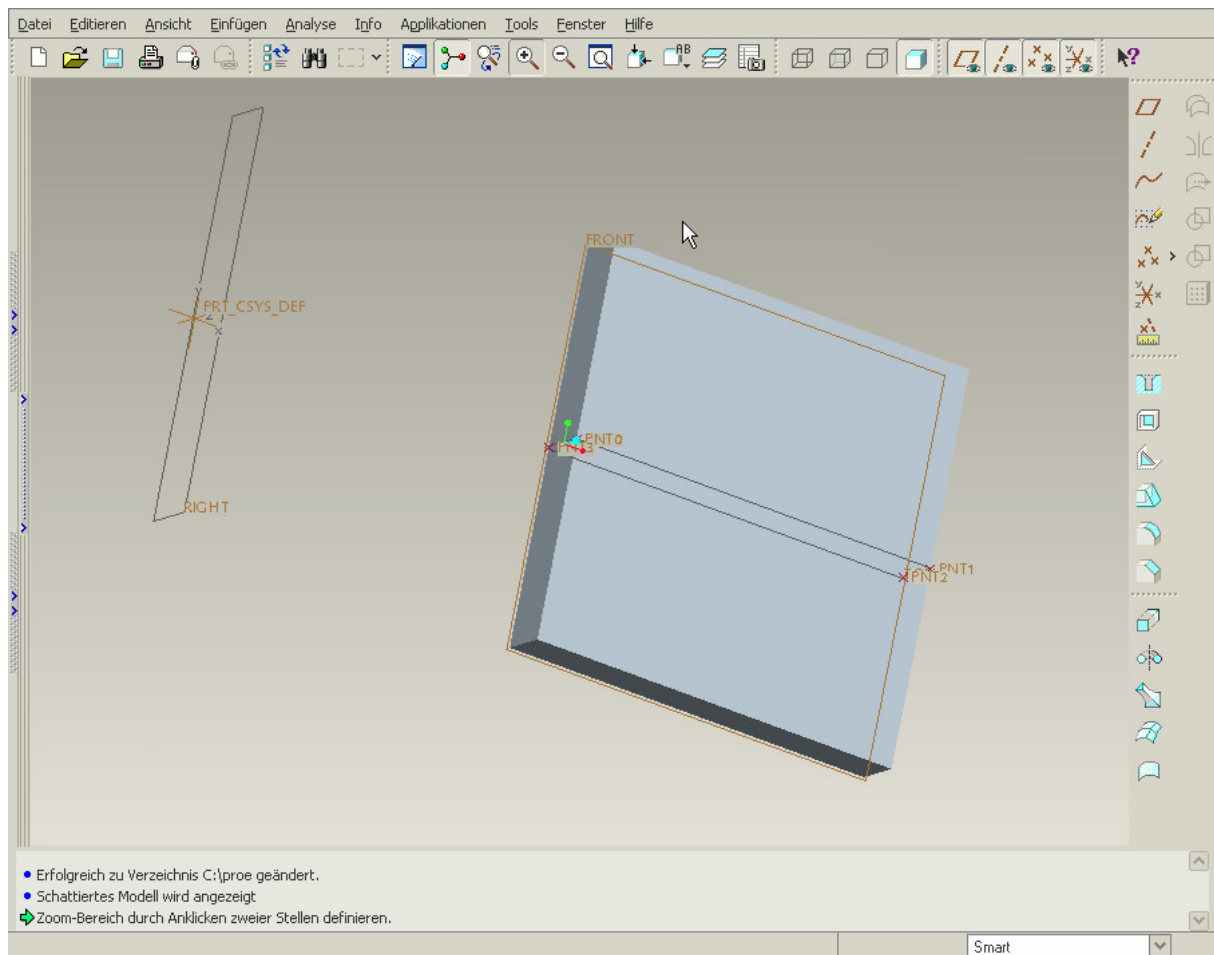 Datei Editieren Ansicht Einfügen Analyse Info Applikationen Tools Fenster Hilfe
FRONT
PRT_CSYS_DEF
Y
Z
X
PNT0
PNT3
RIGHT
PNT1
PNT2
Erfolgreich zu Verzeichnis C:\proe geändert.
Schattiertes Modell wird angezeigt
Zoom-Bereich durch Anklicken zweier Stellen definieren.
Smart